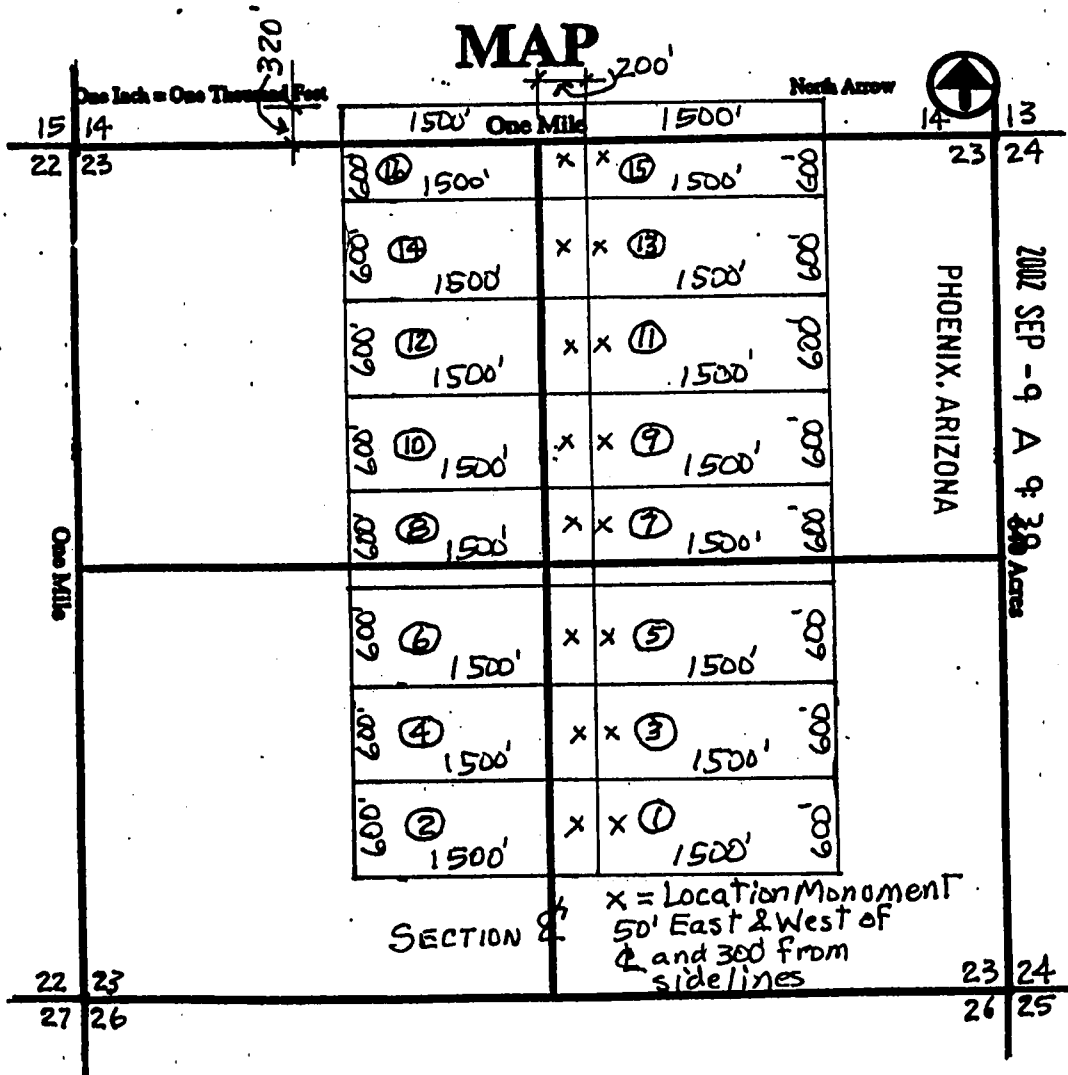 MAP
320'
200'
One Inch = One Thousand Feet
North Arrow
15 14
1500' One Mile 1500'
14 13
22 23
23 24
600' 16 1500'
15 1500' 600'
600' 14 1500'
13 1500' 600'
600' 12 1500'
11 1500' 600'
600' 10 1500'
9 1500' 600'
600' 8 1500'
7 1500' 600'
600' 6 1500'
5 1500' 600'
600' 4 1500'
3 1500' 600'
600' 2 1500'
1 1500' 600'
x x
x x
x x
x x
x x
x x
x x
x x
One Mile
2002 SEP -9 A 9:
PHOENIX, ARIZONA
Acres
SECTION ℄
x = Location Monument
50' East & West of
℄ and 300' from
sidelines
22 23
23 24
27 26
26 25